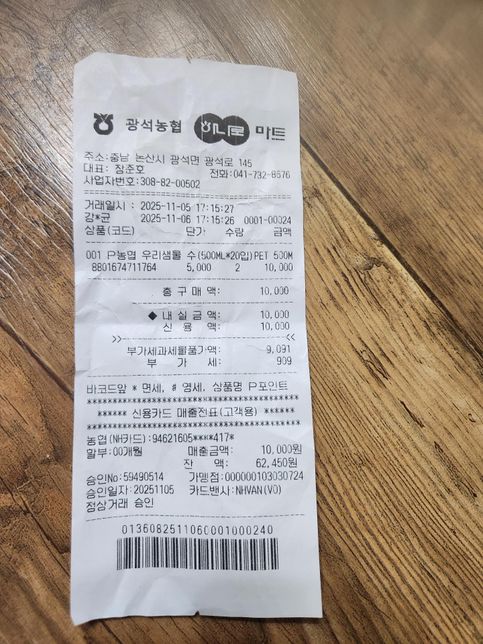 광석농협 하나로 마트
주소:충남 논산시 광석면 광석로 145
대표: 장준호 전화:041-732-8576
사업자번호:308-82-00502
거래일시 : 2025-11-05 17:15:27
강*균 2025-11-06 17:15:26 0001-00024
상품(코드) 단가 수량 금액
001 P농협 우리샘물 수(500ML*20입)PET 500M
8801674711764 5,000 2 10,000
총 구 매 액: 10,000
◆ 내 실 금 액: 10,000
신 용 액: 10,000
>> <<
부가세과세물품가액: 9,091
부 가 세: 909
바코드앞 * 면세, # 영세, 상품명 P포인트
****** 신용카드 매출전표(고객용) ******
농협(NH카드):94621605****417*
할부:00개월 매출금액: 10,000원
잔 액: 62,450원
승인No:59490514 가맹점:000000103030724
승인일자:20251105 카드밴사:NHVAN(VO)
정상거래 승인
0136082511060001000240